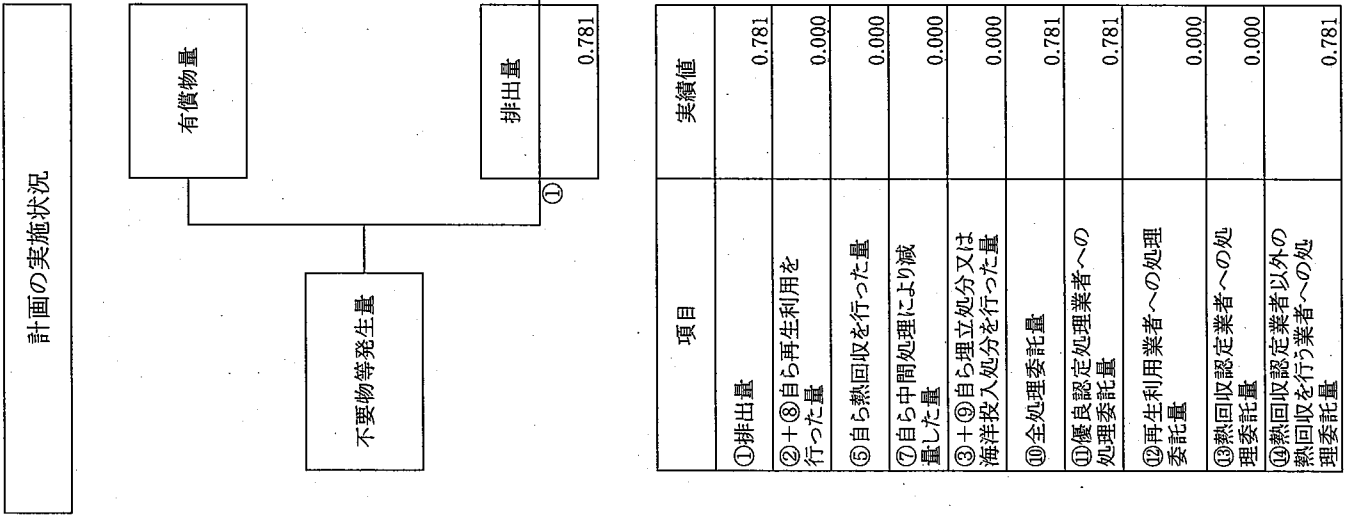 計画の実施状況
有償物量
不要物等発生量
排出量
①
0.781
項目
実績値
①排出量
0.781
②+⑧自ら再生利用を
行った量
0.000
⑤自ら熱回収を行った量
0.000
⑦自ら中間処理により減
量した量
0.000
③+⑨自ら埋立処分又は
海洋投入処分を行った量
0.000
⑩全処理委託量
0.781
⑪優良認定処理業者への
処理委託量
0.781
⑫再生利用業者への処理
委託量
0.000
⑬熱回収認定業者への処
理委託量
0.000
⑭熱回収認定業者以外の
熱回収を行う業者への処
理委託量
0.781